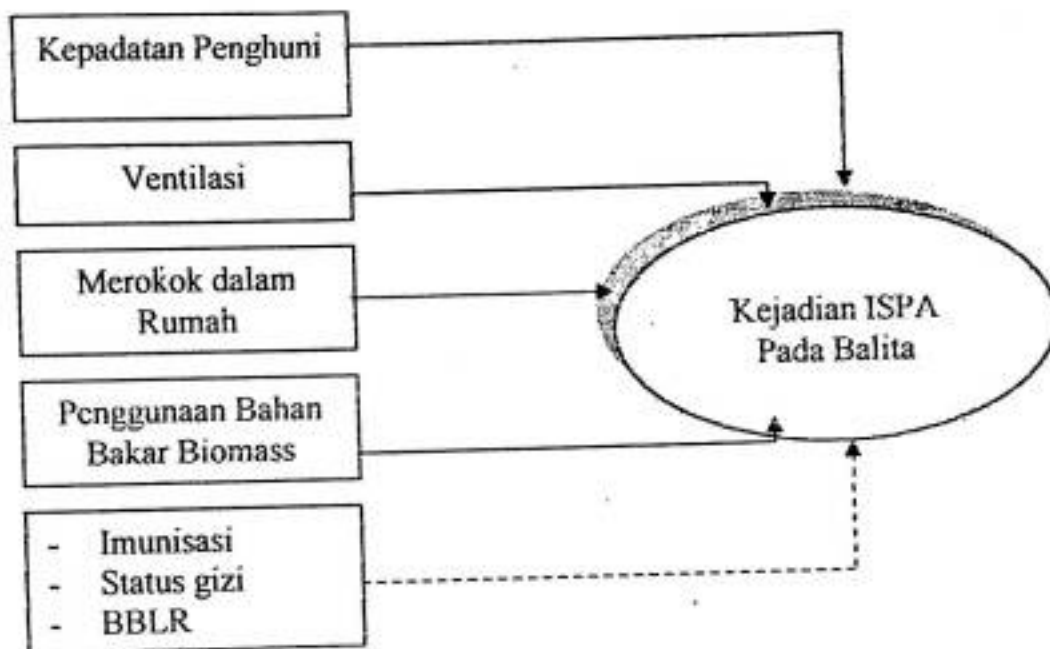 Kepadatan Penghuni
Ventilasi
Merokok dalam
Rumah
Penggunaan Bahan
Bakar Biomass
- Imunisasi
- Status gizi
- BBLR
Kejadian ISPA
Pada Balita